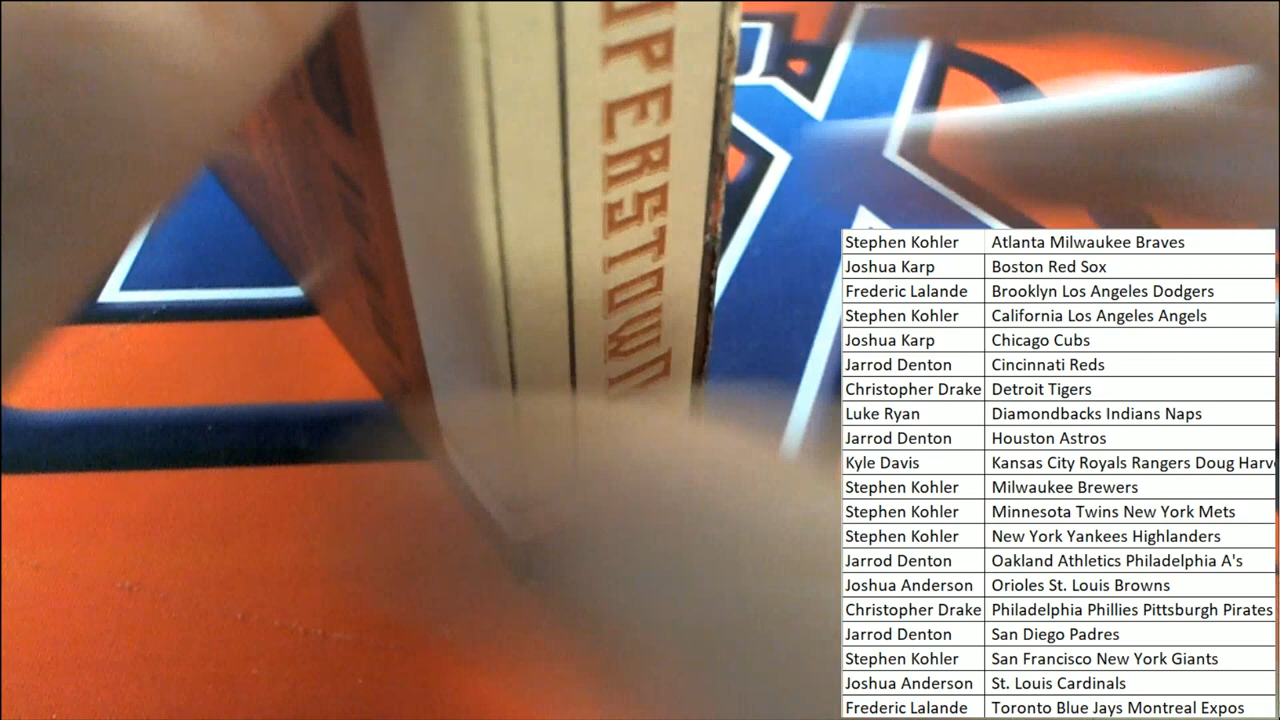 OPERSTOWN
Stephen Kohler Atlanta Milwaukee Braves
Joshua Karp Boston Red Sox
Frederic Lalande Brooklyn Los Angeles Dodgers
Stephen Kohler California Los Angeles Angels
Joshua Karp Chicago Cubs
Jarrod Denton Cincinnati Reds
Christopher Drake Detroit Tigers
Luke Ryan Diamondbacks Indians Naps
Jarrod Denton Houston Astros
Kyle Davis Kansas City Royals Rangers Doug Harv
Stephen Kohler Milwaukee Brewers
Stephen Kohler Minnesota Twins New York Mets
Stephen Kohler New York Yankees Highlanders
Jarrod Denton Oakland Athletics Philadelphia A's
Joshua Anderson Orioles St. Louis Browns
Christopher Drake Philadelphia Phillies Pittsburgh Pirates
Jarrod Denton San Diego Padres
Stephen Kohler San Francisco New York Giants
Joshua Anderson St. Louis Cardinals
Frederic Lalande Toronto Blue Jays Montreal Expos